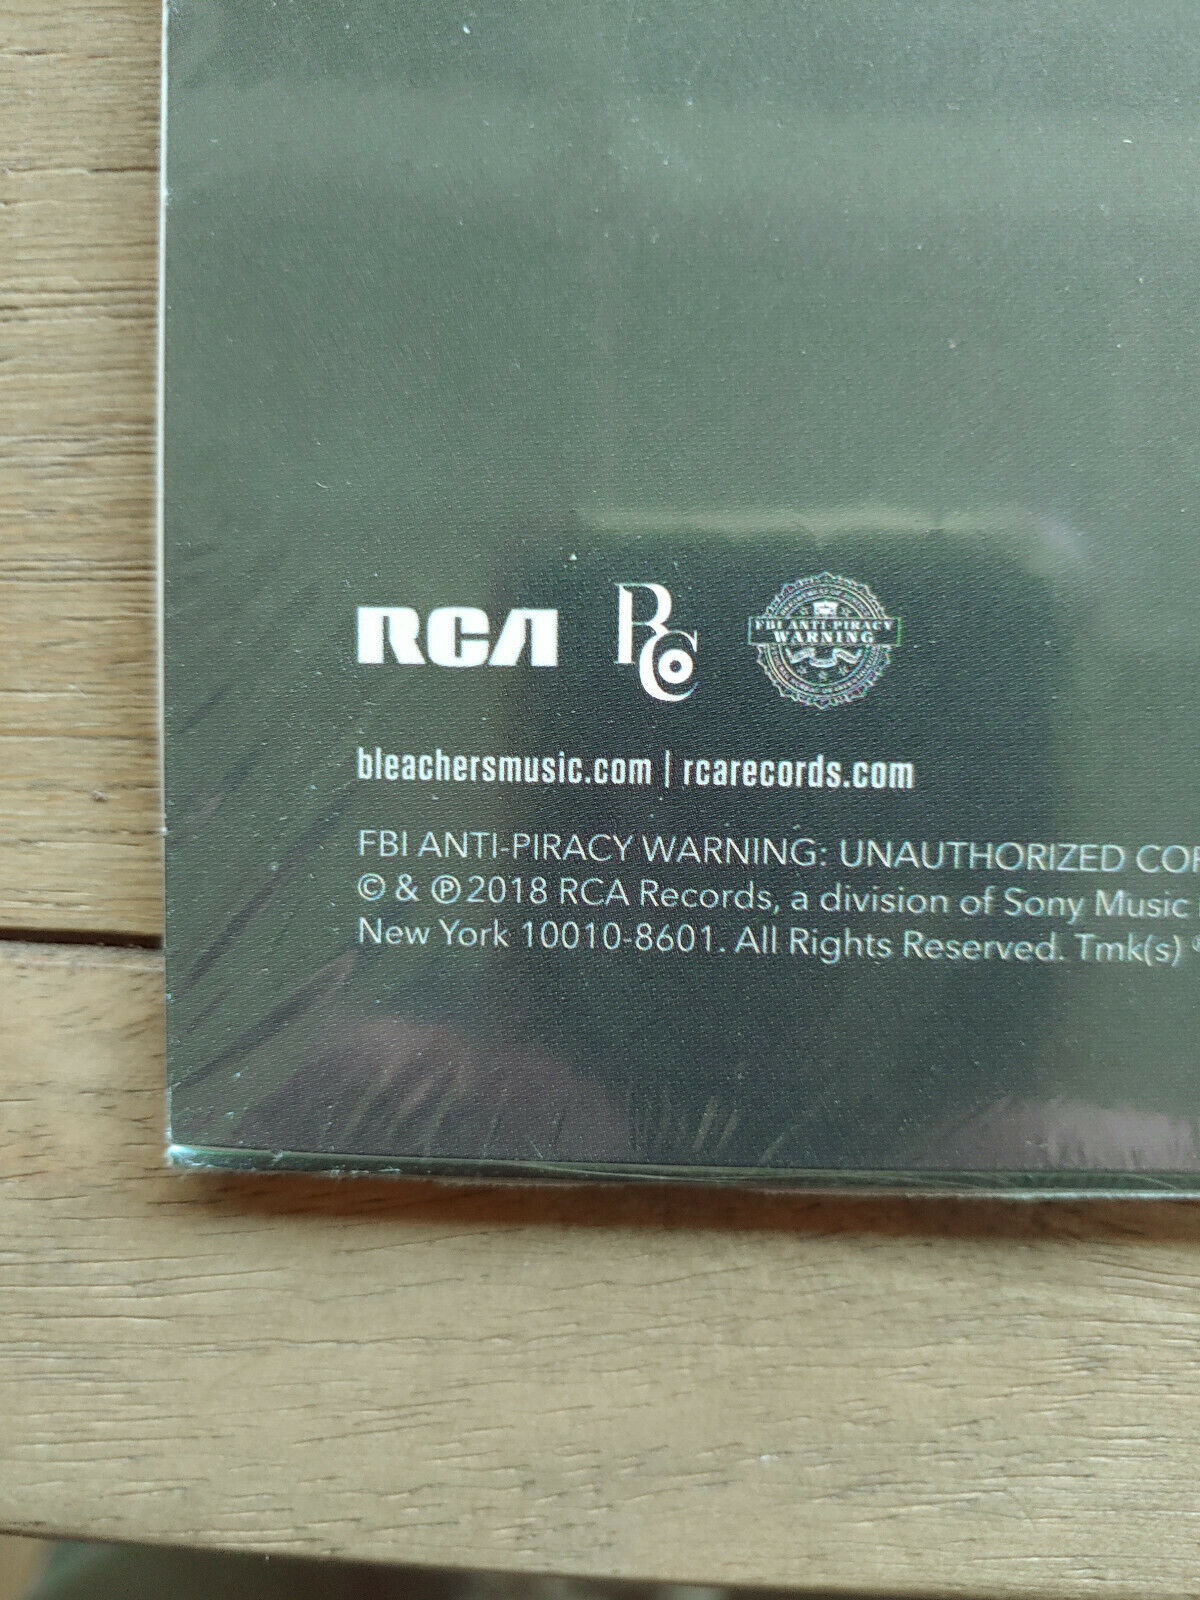 RCA RCO FBI ANTI-PIRACY
WARNING
bleachersmusic.com | rcarecords.com
FBI ANTI-PIRACY WARNING: UNAUTHORIZED
© & ℗ 2018 RCA Records, a division of Sony Music
New York 10010-8601. All Rights Reserved. Tmk(s)